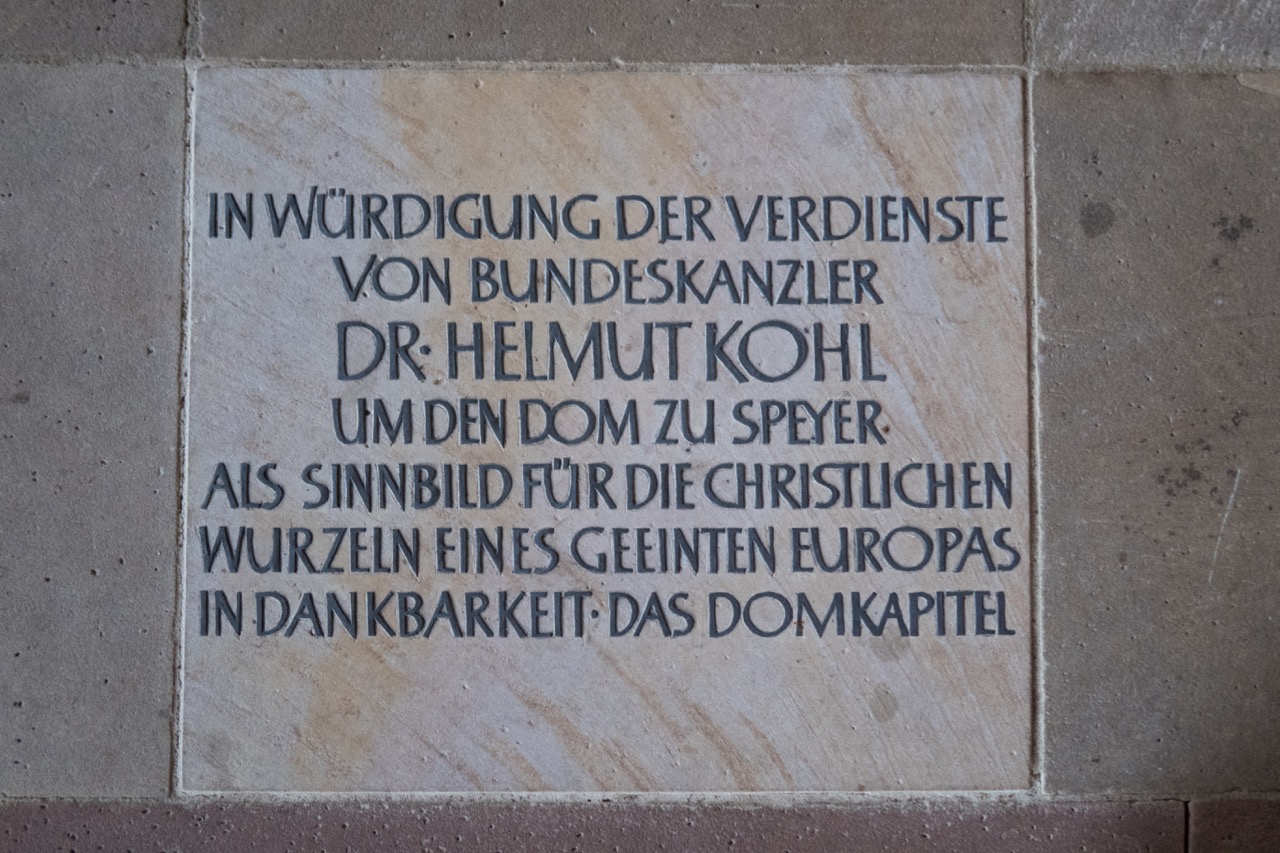 IN WÜRDIGUNG DER VERDIENSTE
VON BUNDESKANZLER
DR· HELMUT KOHL
UM DEN DOM ZU SPEYER
ALS SINNBILD FÜR DIE CHRISTLICHEN
WURZELN EINES GEEINTEN EUROPAS
IN DANKBARKEIT· DAS DOMKAPITEL